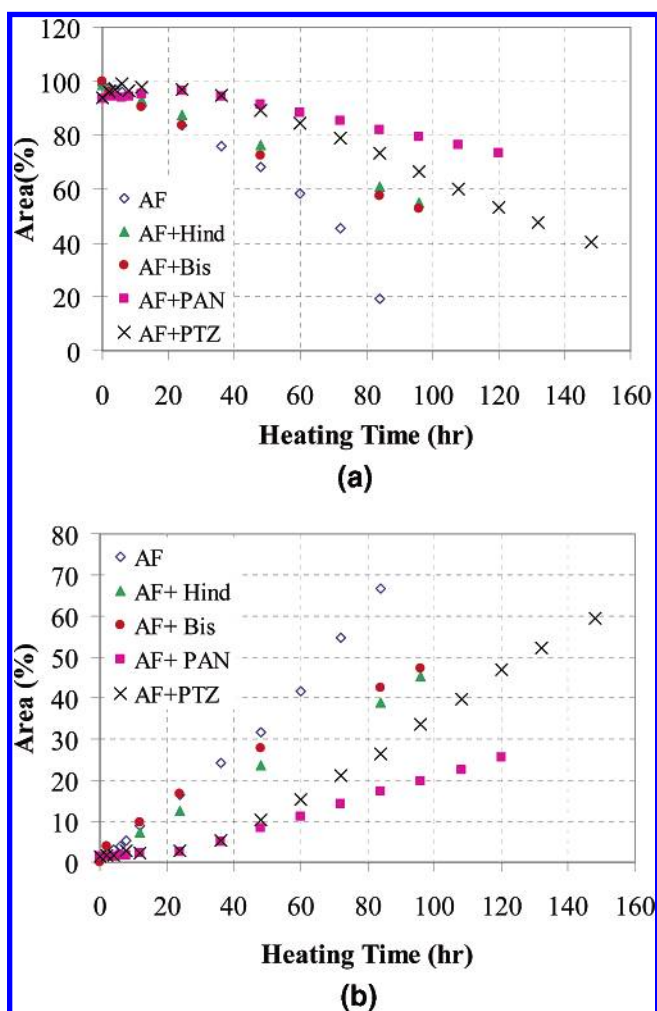 120
100
80
60
40
20
0
Area(%)
AF
AF+Hind
AF+Bis
AF+PAN
AF+PTZ
0 20 40 60 80 100 120 140 160
Heating Time (hr)
(a)
80
70
60
50
40
30
20
10
0
Area (%)
AF
AF+ Hind
AF+ Bis
AF+ PAN
AF+PTZ
0 20 40 60 80 100 120 140 160
Heating Time (hr)
(b)